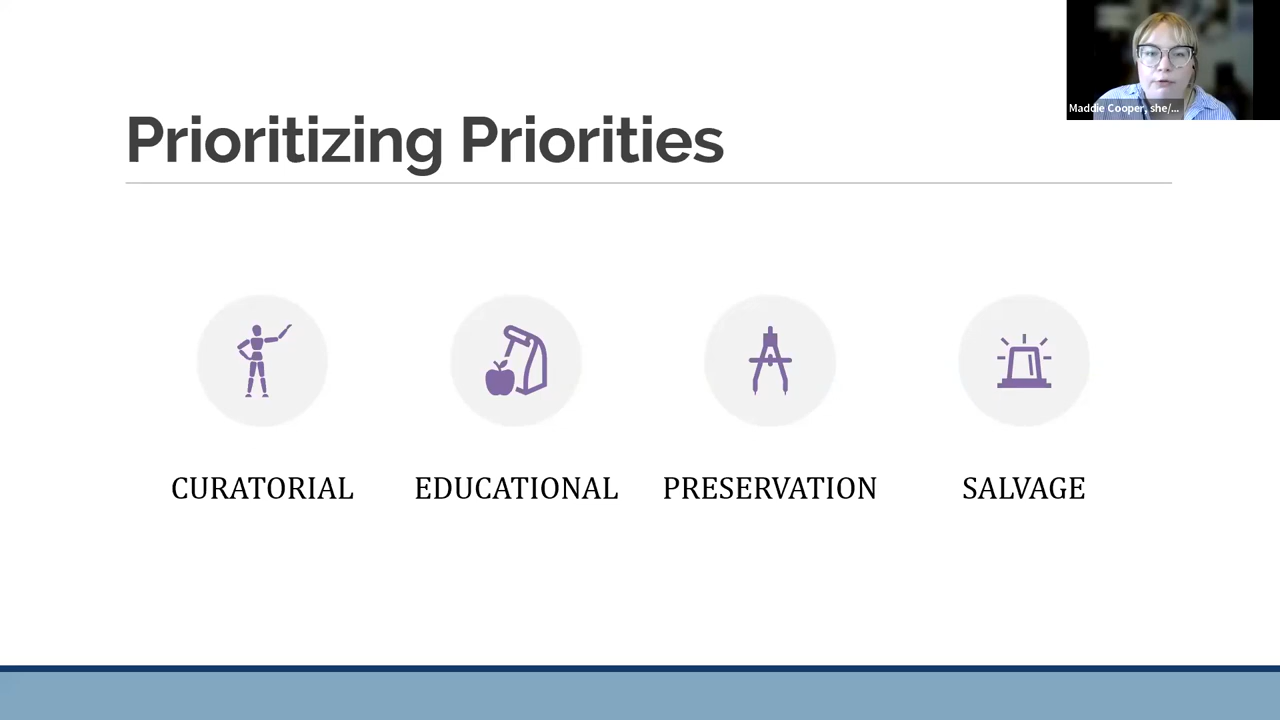 Maddie Cooper, she/...
Prioritizing Priorities
CURATORIAL
EDUCATIONAL
PRESERVATION
SALVAGE